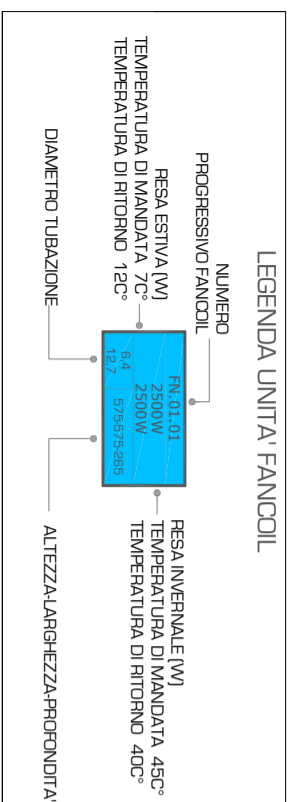 LEGENDA UNITA' FANCOIL
NUMERO
PROGRESSIVO FANCOIL
RESA ESTIVA (W)
TEMPERATURA DI MANDATA 7C°
TEMPERATURA DI RITORNO 12C°
DIAMETRO TUBAZIONE
FN. 01.01
2500W
2500W
6,4
12,7
575-575-265
RESA INVERNALE (W)
TEMPERATURA DI MANDATA 45C°
TEMPERATURA DI RITORNO 40C°
ALTEZZA-LARGHEZZA-PROFONDITA'